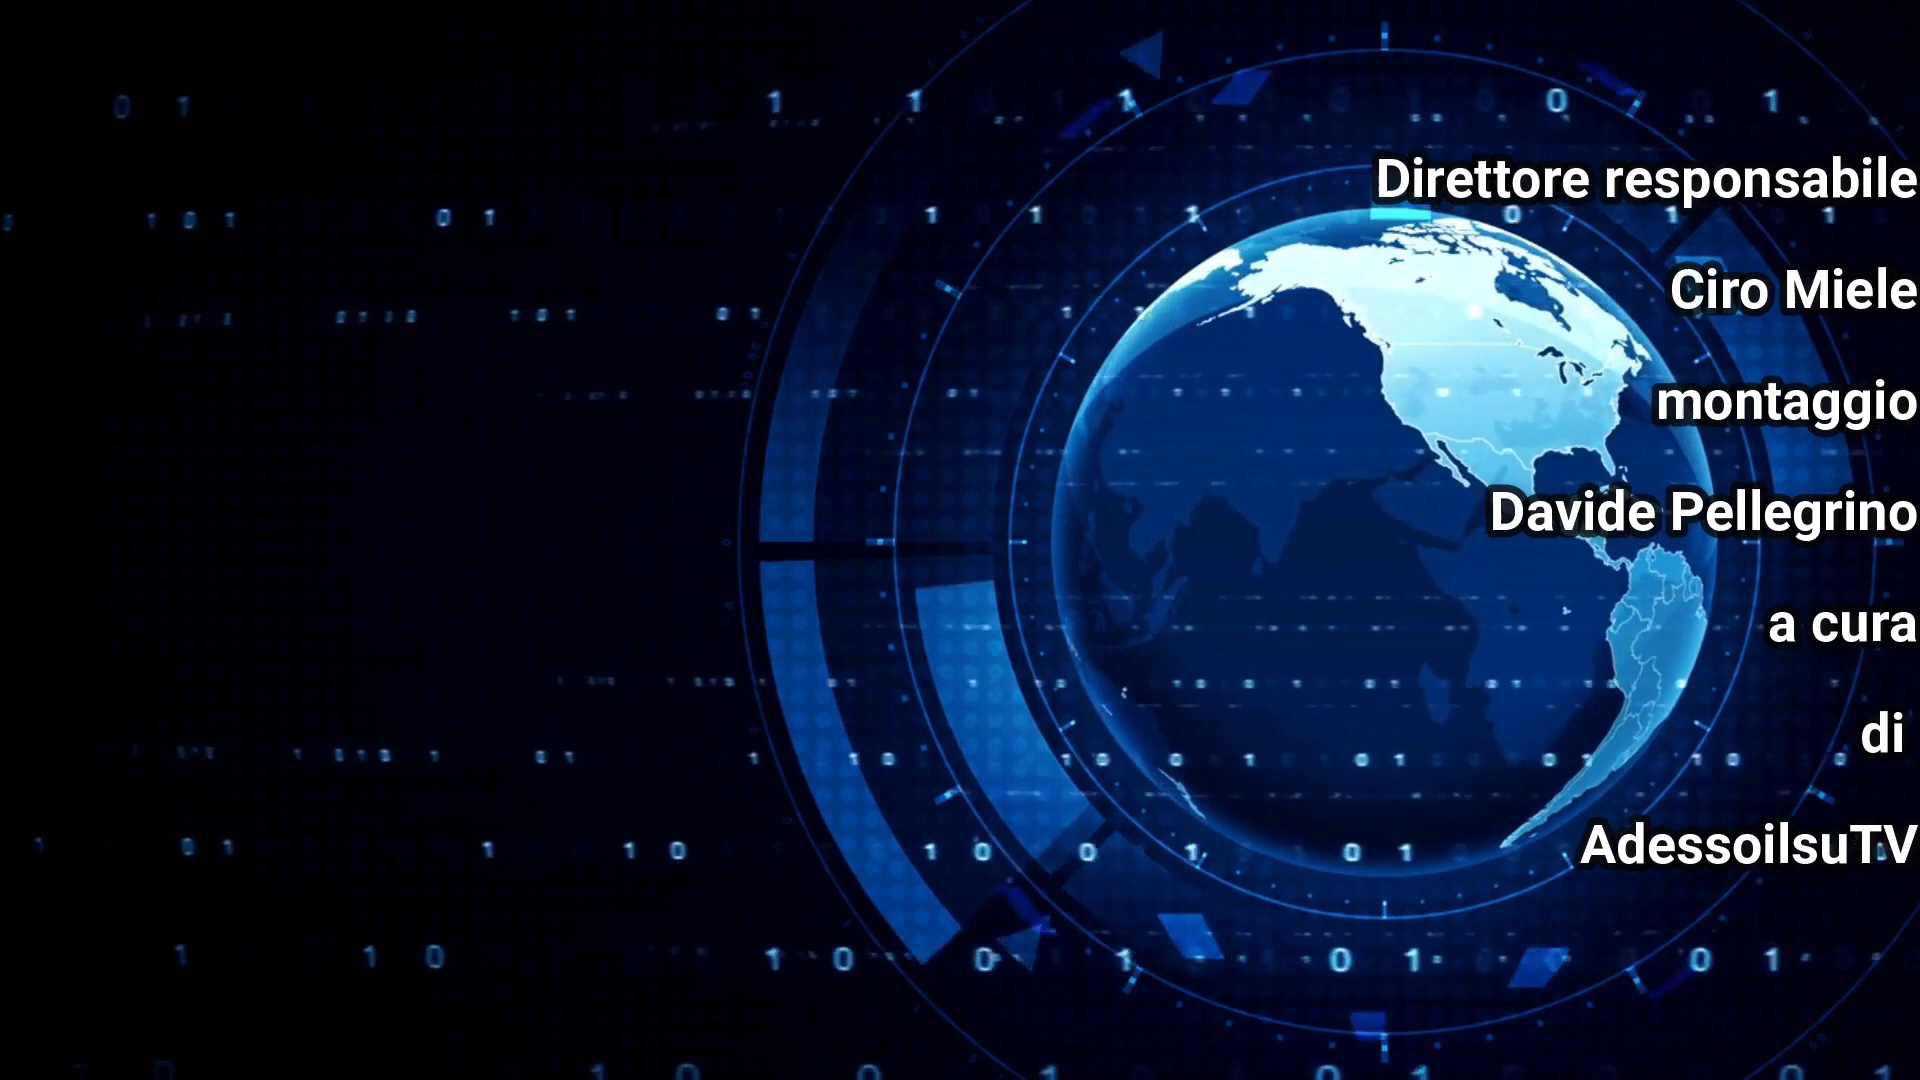 Direttore responsabile
Ciro Miele
montaggio
Davide Pellegrino
a cura
di
AdessoilsuTV